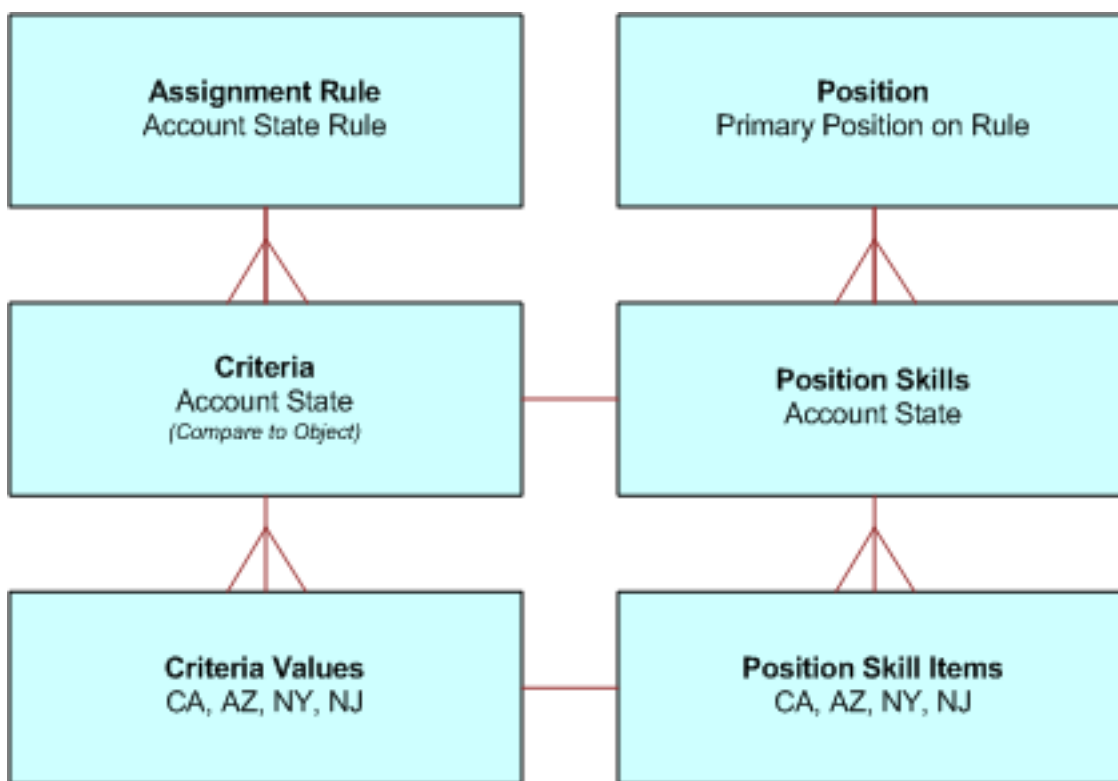 Assignment Rule
Account State Rule
Position
Primary Position on Rule
Criteria
Account State
(Compare to Object)
Position Skills
Account State
Criteria Values
CA, AZ, NY, NJ
Position Skill Items
CA, AZ, NY, NJ